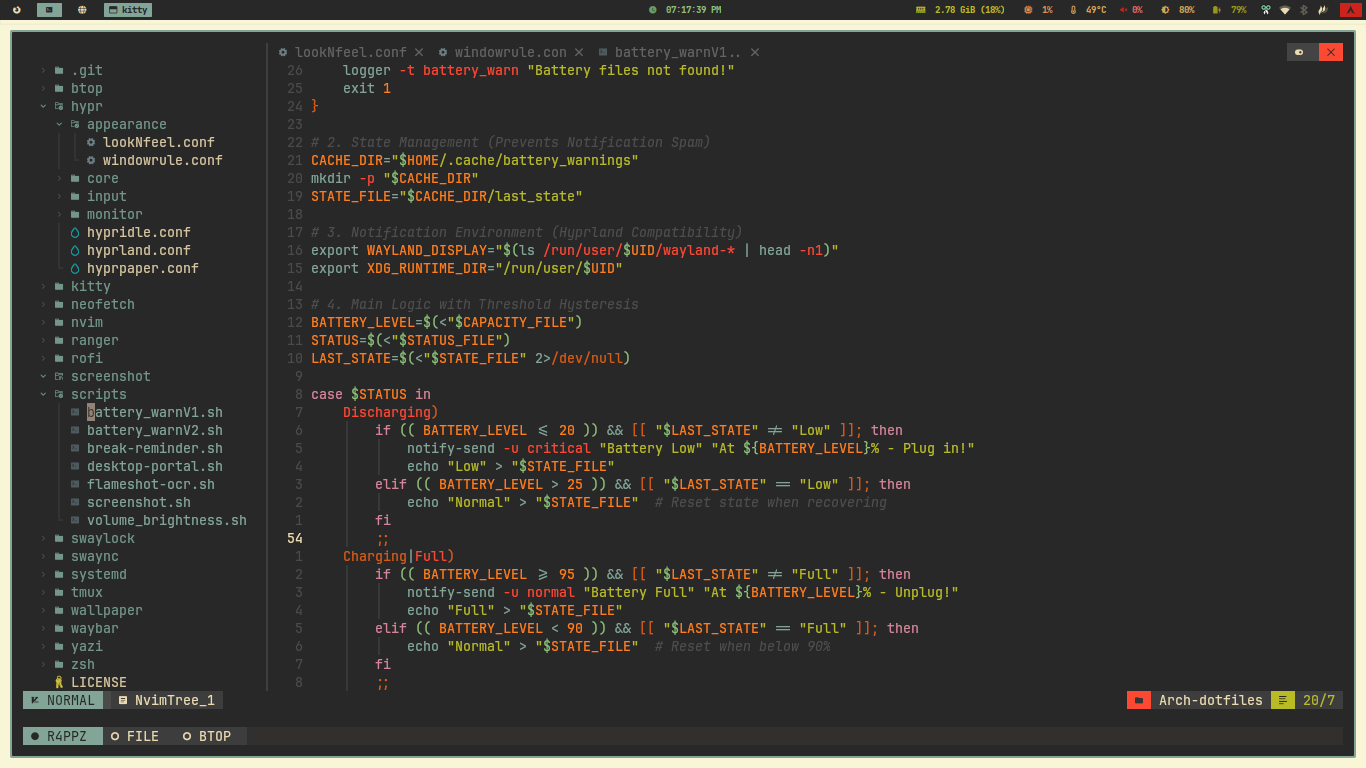 kitty
07:17:39 PM
2.78 GiB (18%)
1%
49°C
0%
80%
79%
lookNfeel.conf
windowrule.con
battery_warnV1..
.git
btop
hypr
appearance
lookNfeel.conf
windowrule.conf
core
input
monitor
hypridle.conf
hyprland.conf
hyprpaper.conf
kitty
neofetch
nvim
ranger
rofi
screenshot
scripts
battery_warnV1.sh
battery_warnV2.sh
break-reminder.sh
desktop-portal.sh
flameshot-ocr.sh
screenshot.sh
volume_brightness.sh
swaylock
swaync
systemd
tmux
wallpaper
waybar
yazi
zsh
LICENSE
26     logger -t battery_warn "Battery files not found!"
25     exit 1
24 }
23
22 # 2. State Management (Prevents Notification Spam)
21 CACHE_DIR="$HOME/.cache/battery_warnings"
20 mkdir -p "$CACHE_DIR"
19 STATE_FILE="$CACHE_DIR/last_state"
18
17 # 3. Notification Environment (Hyprland Compatibility)
16 export WAYLAND_DISPLAY="$(ls /run/user/$UID/wayland-* | head -n1)"
15 export XDG_RUNTIME_DIR="/run/user/$UID"
14
13 # 4. Main Logic with Threshold Hysteresis
12 BATTERY_LEVEL=$(<"$CAPACITY_FILE")
11 STATUS=$(<"$STATUS_FILE")
10 LAST_STATE=$(<"$STATE_FILE" 2>/dev/null)
9
8 case $STATUS in
7     Discharging)
6         if (( BATTERY_LEVEL <= 20 )) && [[ "$LAST_STATE" != "Low" ]]; then
5             notify-send -u critical "Battery Low" "At ${BATTERY_LEVEL}% - Plug in!"
4             echo "Low" > "$STATE_FILE"
3         elif (( BATTERY_LEVEL > 25 )) && [[ "$LAST_STATE" == "Low" ]]; then
2             echo "Normal" > "$STATE_FILE"  # Reset state when recovering
1         fi
54         ;;
1     Charging|Full)
2         if (( BATTERY_LEVEL >= 95 )) && [[ "$LAST_STATE" != "Full" ]]; then
3             notify-send -u normal "Battery Full" "At ${BATTERY_LEVEL}% - Unplug!"
4             echo "Full" > "$STATE_FILE"
5         elif (( BATTERY_LEVEL < 90 )) && [[ "$LAST_STATE" == "Full" ]]; then
6             echo "Normal" > "$STATE_FILE"  # Reset when below 90%
7         fi
8         ;;
NORMAL
NvimTree_1
Arch-dotfiles
20/7
R4PPZ
FILE
BTOP